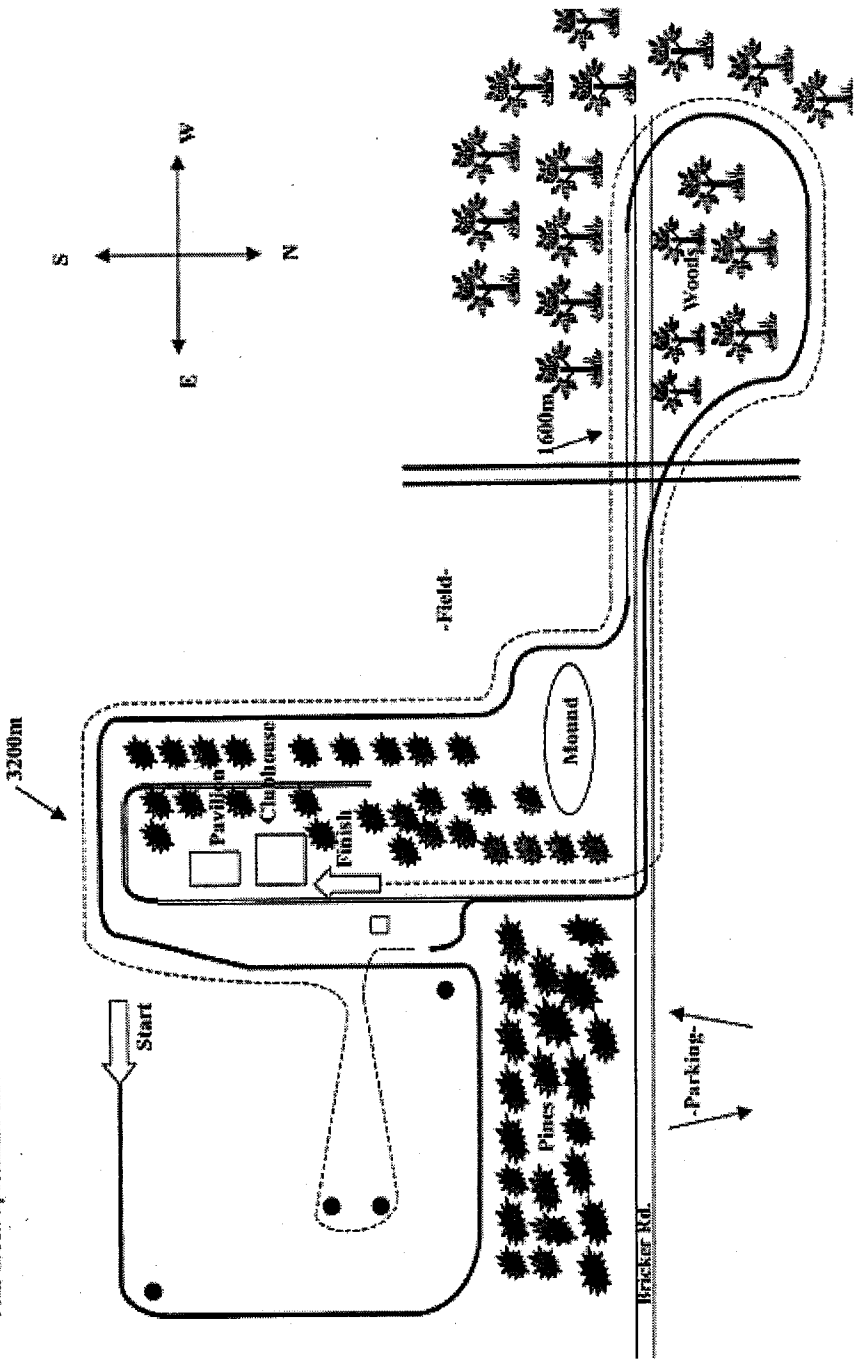 3200m
S
E
W
N
Pavilion
Clubhouse
Finish
Start
-Field-
1600m
Woods
Mound
Pines
-Parking-
Bricker Rd.